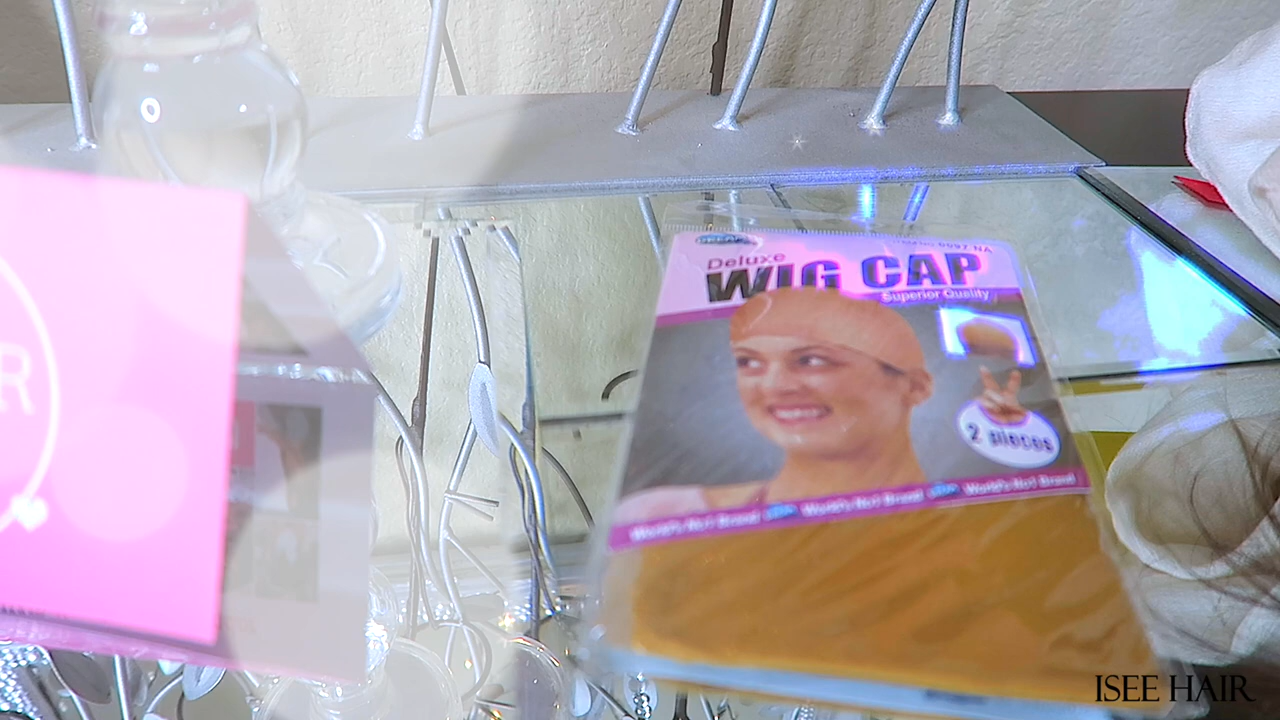 R
Deluxe
WIG CAP
Superior Quality
2 pieces
World's No1 Brand World's No1 Brand World's No1 Brand
ISEE HAIR